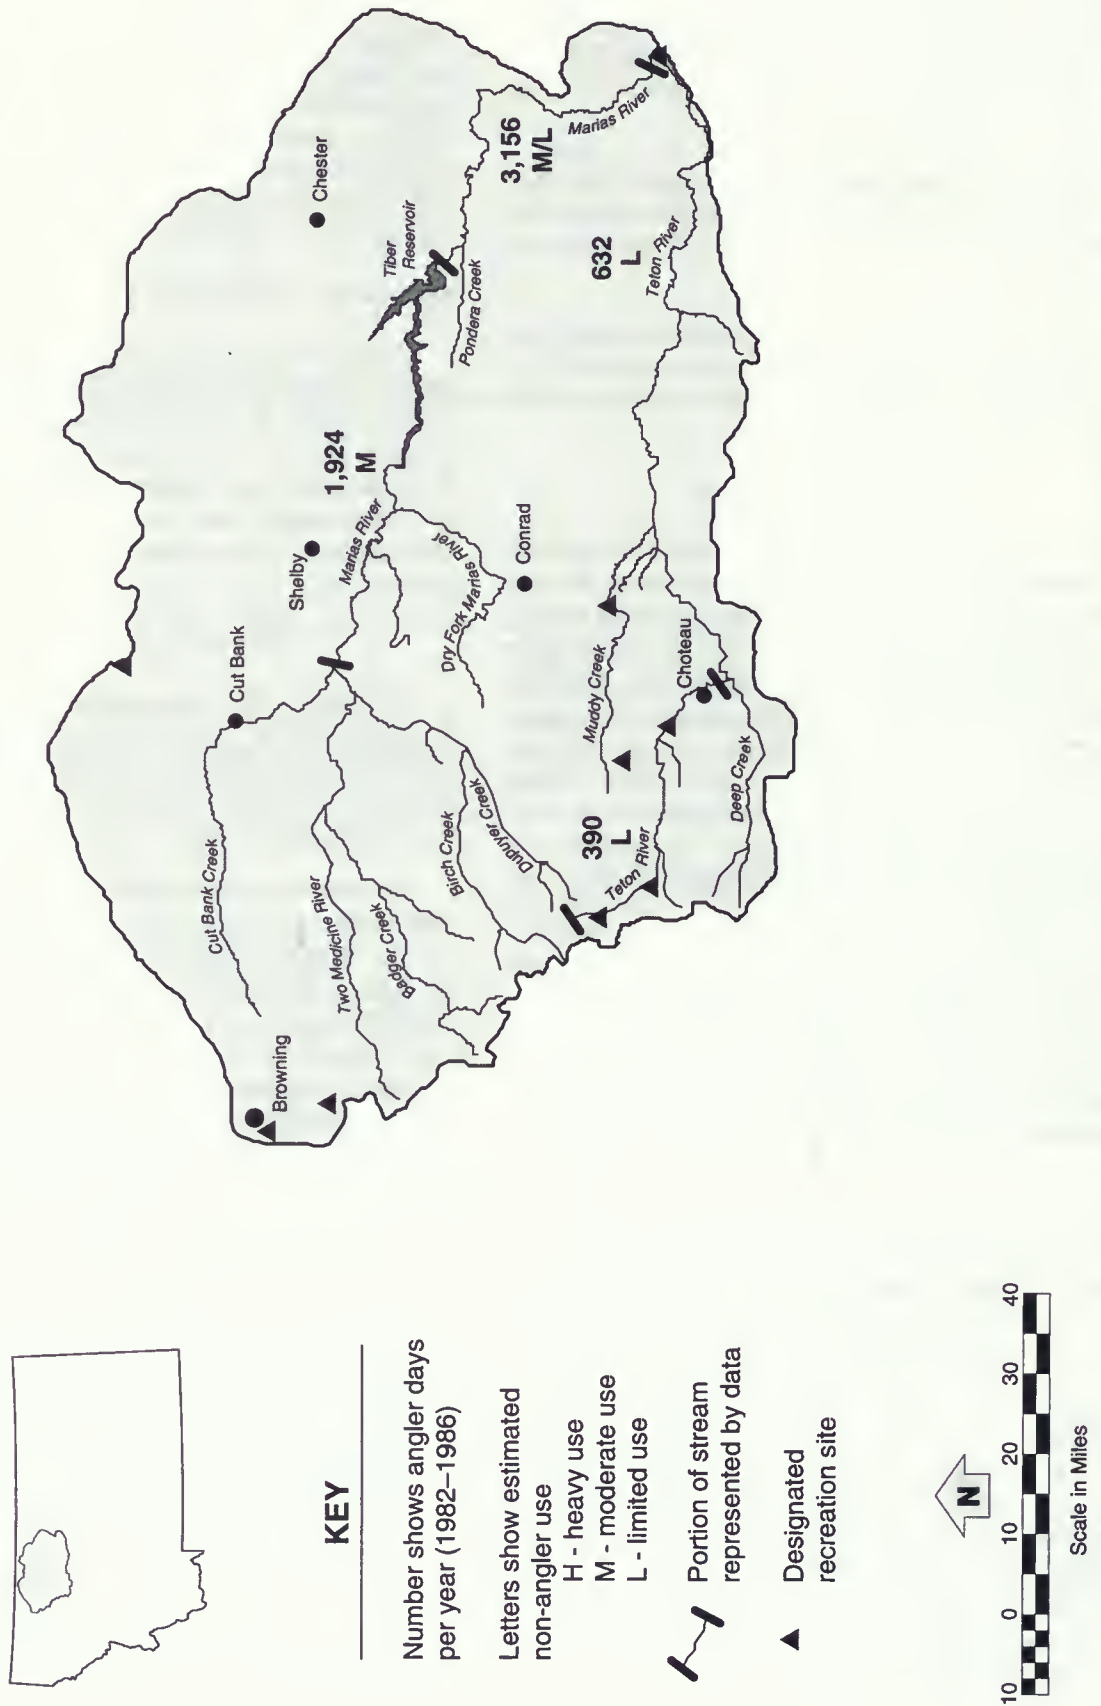 Browning
Cut Bank
Cut Bank Creek
Shelby
Chester
Two Medicine River
Badger Creek
Birch Creek
Dupuyer Creek
Marias River
1,924
M
Dry Fork Marias River
Conrad
Tiber
Reservoir
Pondera Creek
3,156
M/L
Marias River
390
L
Teton River
Muddy Creek
Choteau
Deep Creek
632
L
Teton River
KEY
Number shows angler days
per year (1982–1986)
Letters show estimated
non-angler use
H - heavy use
M - moderate use
L - limited use
Portion of stream
represented by data
Designated
recreation site
N
10 0 10 20 30 40
Scale in Miles